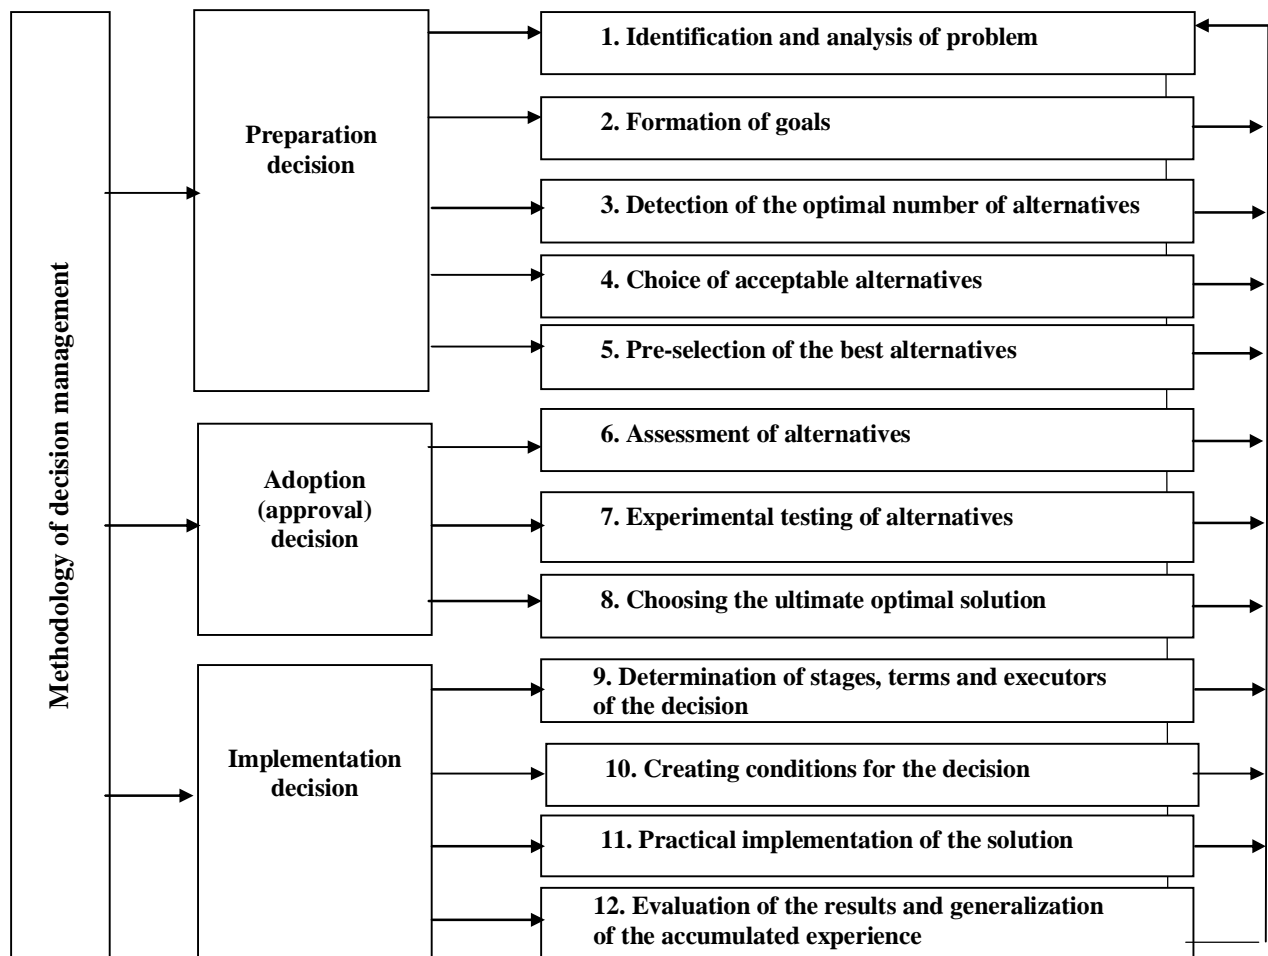 Methodology of decision management
Preparation
decision
1. Identification and analysis of problem
2. Formation of goals
3. Detection of the optimal number of alternatives
4. Choice of acceptable alternatives
5. Pre-selection of the best alternatives
Adoption
(approval)
decision
6. Assessment of alternatives
7. Experimental testing of alternatives
8. Choosing the ultimate optimal solution
Implementation
decision
9. Determination of stages, terms and executors
of the decision
10. Creating conditions for the decision
11. Practical implementation of the solution
12. Evaluation of the results and generalization
of the accumulated experience